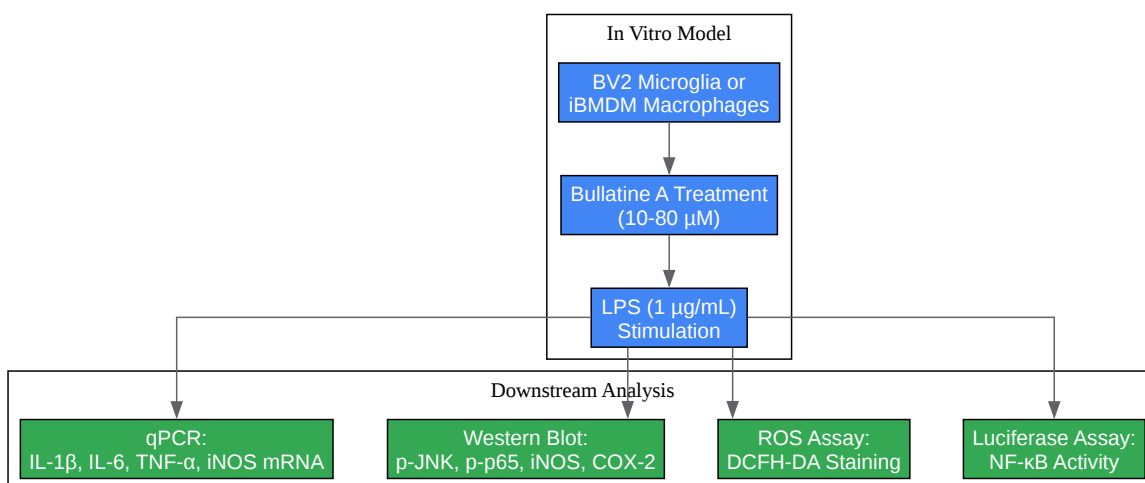 In Vitro Model
BV2 Microglia or
iBMDM Macrophages
Bullatine A Treatment
(10-80 µM)
LPS (1 µg/mL)
Stimulation
Downstream Analysis
qPCR:
IL-1β, IL-6, TNF-α, iNOS mRNA
Western Blot:
p-JNK, p-p65, iNOS, COX-2
ROS Assay:
DCFH-DA Staining
Luciferase Assay:
NF-κB Activity